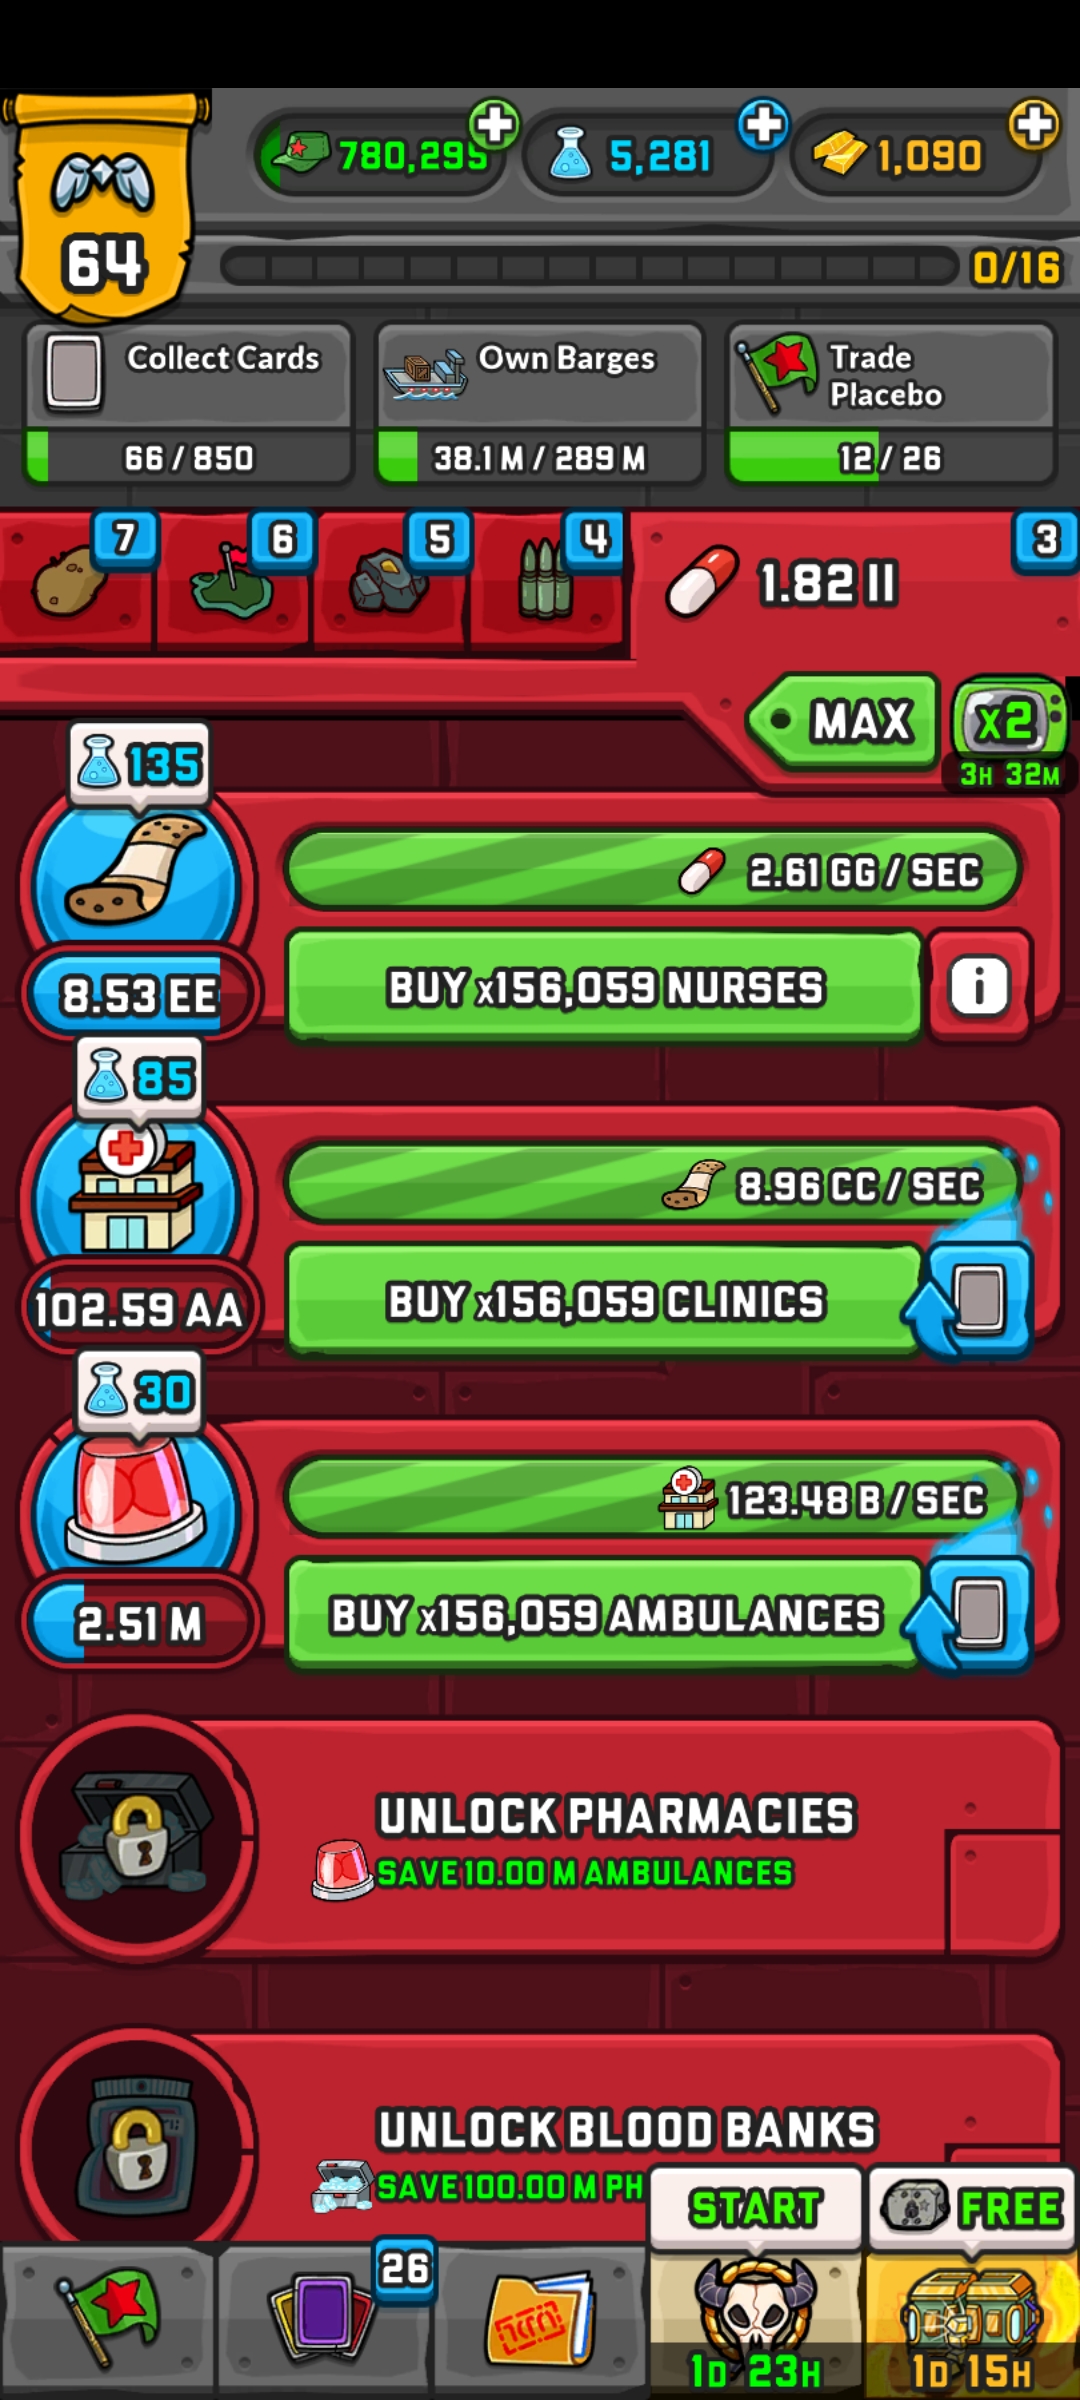 64
780,295
5,281
1,090
0/16
Collect Cards
66 / 850
Own Barges
38.1 M / 289 M
Trade
Placebo
12 / 26
7
6
5
4
1.82 II
3
MAX
x2
3H 32M
135
2.61 GG / SEC
8.53 EE
BUY x156,059 NURSES
i
85
8.96 CC / SEC
102.59 AA
BUY x156,059 CLINICS
30
123.48 B / SEC
2.51 M
BUY x156,059 AMBULANCES
UNLOCK PHARMACIES
SAVE 10.00 M AMBULANCES
UNLOCK BLOOD BANKS
SAVE 100.00 M PH
START
FREE
26
1D 23H
1D 15H